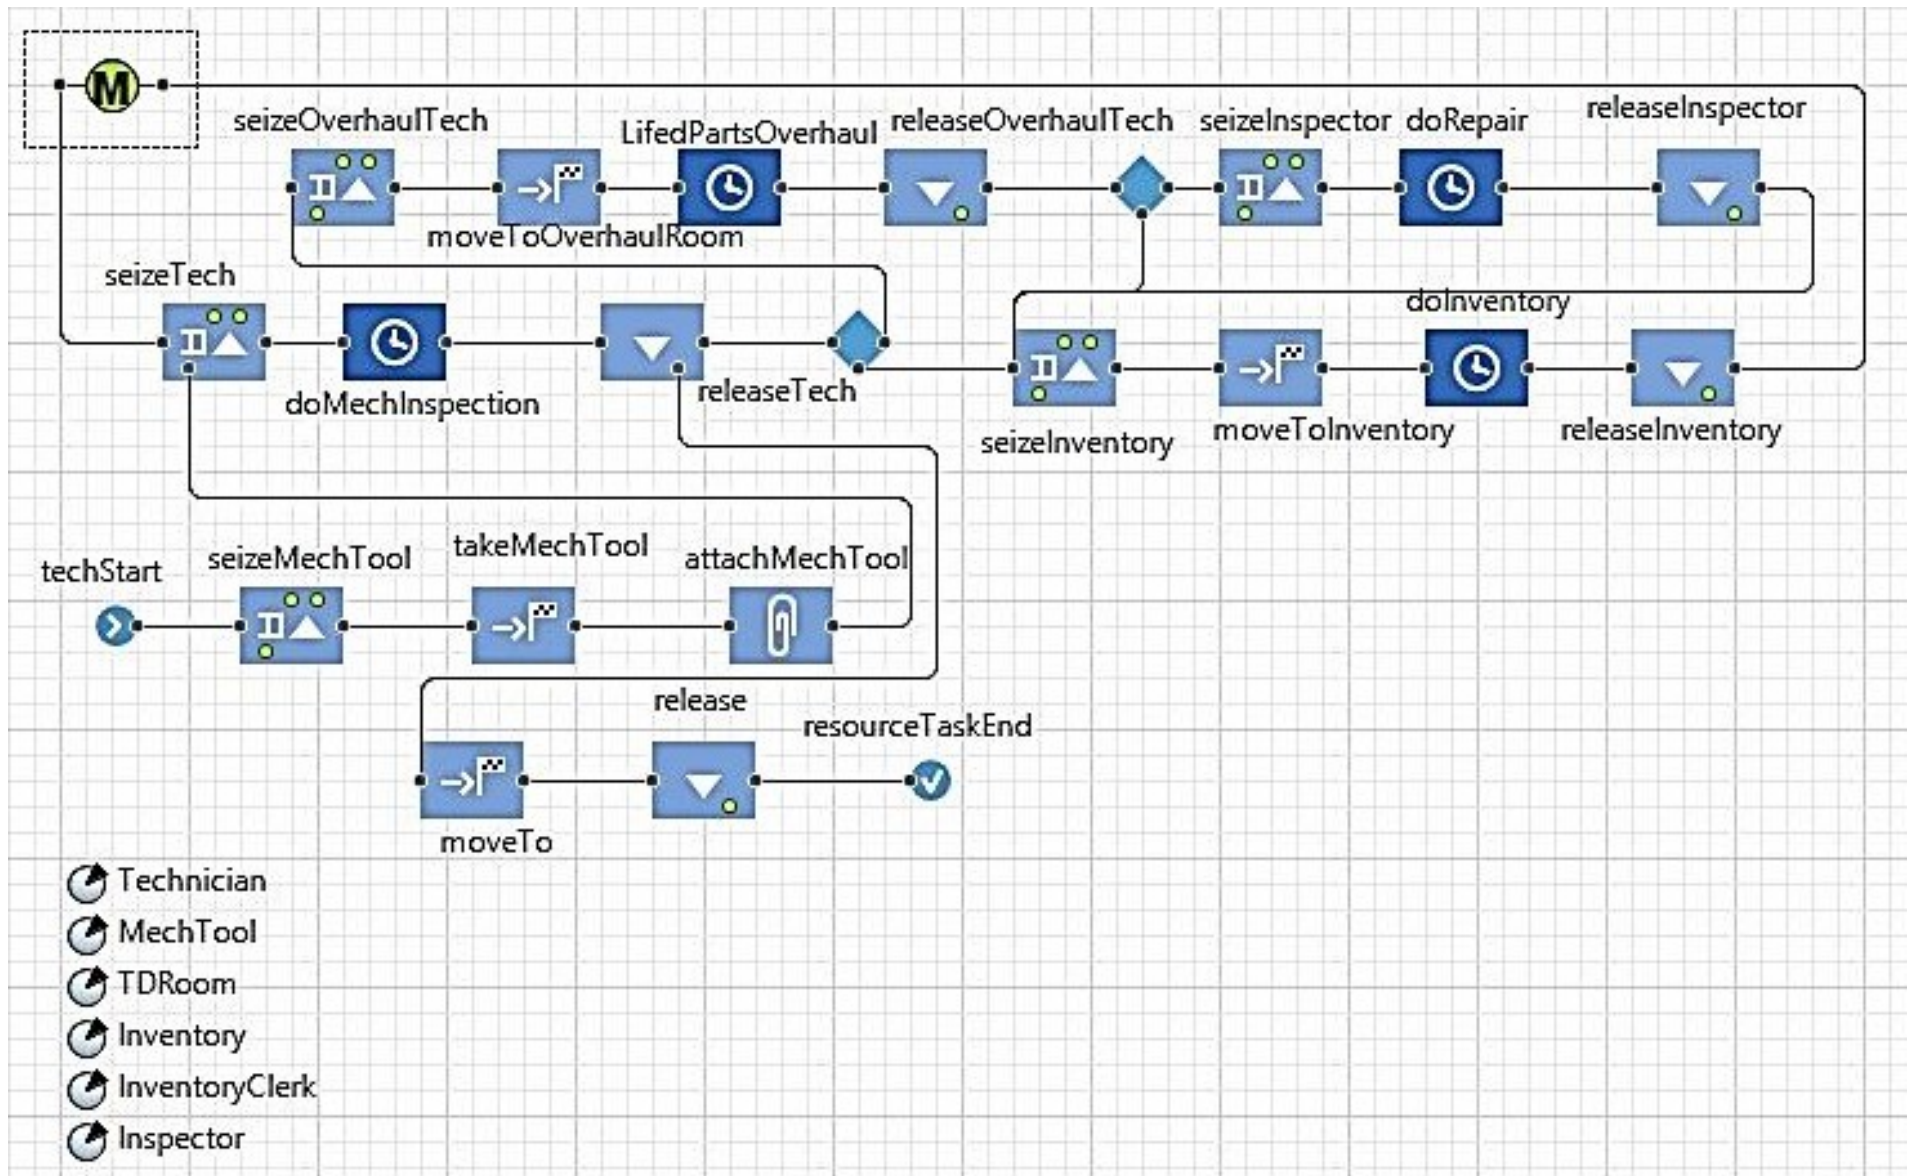 M
seizeOverhaulTech
LifedPartsOverhaul
releaseOverhaulTech
seizeInspector
doRepair
releaseInspector
moveToOverhaulRoom
seizeTech
doInventory
doMechInspection
releaseTech
seizeInventory
moveToInventory
releaseInventory
techStart
seizeMechTool
takeMechTool
attachMechTool
release
resourceTaskEnd
moveTo
Technician
MechTool
TDRoom
Inventory
InventoryClerk
Inspector